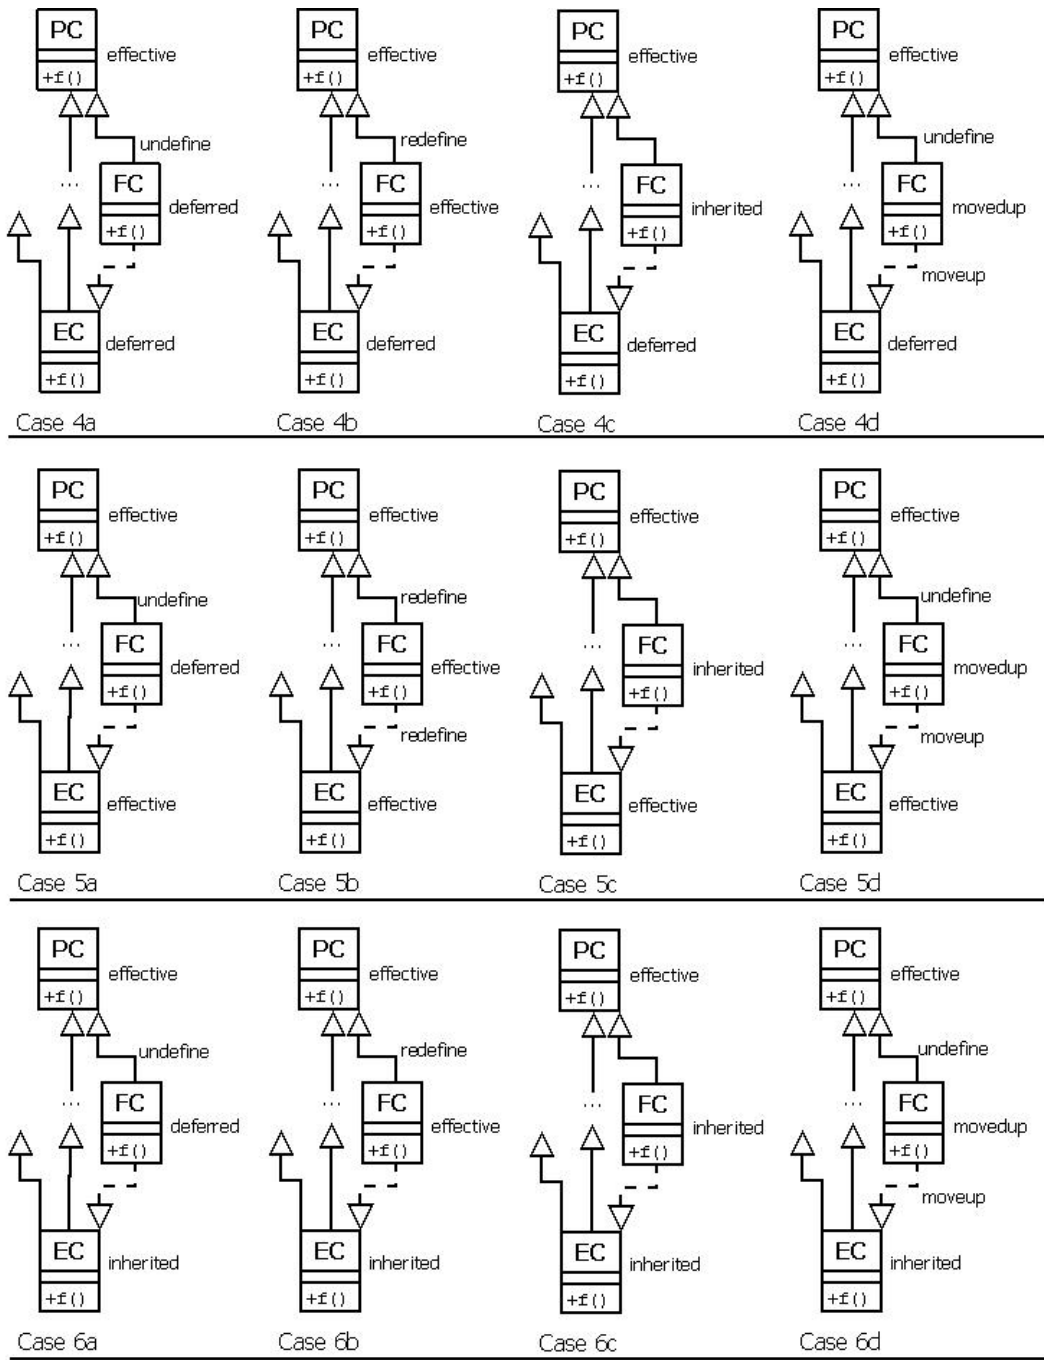 PC PC PC PC
effective effective effective effective
+f() +f() +f() +f()
undefine redefine undefine
... FC ... FC ... FC ... FC
deferred effective inherited movedup
+f() +f() +f() +f()
moveup
EC EC EC EC
deferred deferred deferred deferred
+f() +f() +f() +f()
Case 4a Case 4b Case 4c Case 4d
PC PC PC PC
effective effective effective effective
+f() +f() +f() +f()
undefine redefine undefine
... FC ... FC ... FC ... FC
deferred effective inherited movedup
+f() +f() +f() +f()
redefine moveup
EC EC EC EC
effective effective effective effective
+f() +f() +f() +f()
Case 5a Case 5b Case 5c Case 5d
PC PC PC PC
effective effective effective effective
+f() +f() +f() +f()
undefine redefine undefine
... FC ... FC ... FC ... FC
deferred effective inherited movedup
+f() +f() +f() +f()
moveup
EC EC EC EC
inherited inherited inherited inherited
+f() +f() +f() +f()
Case 6a Case 6b Case 6c Case 6d